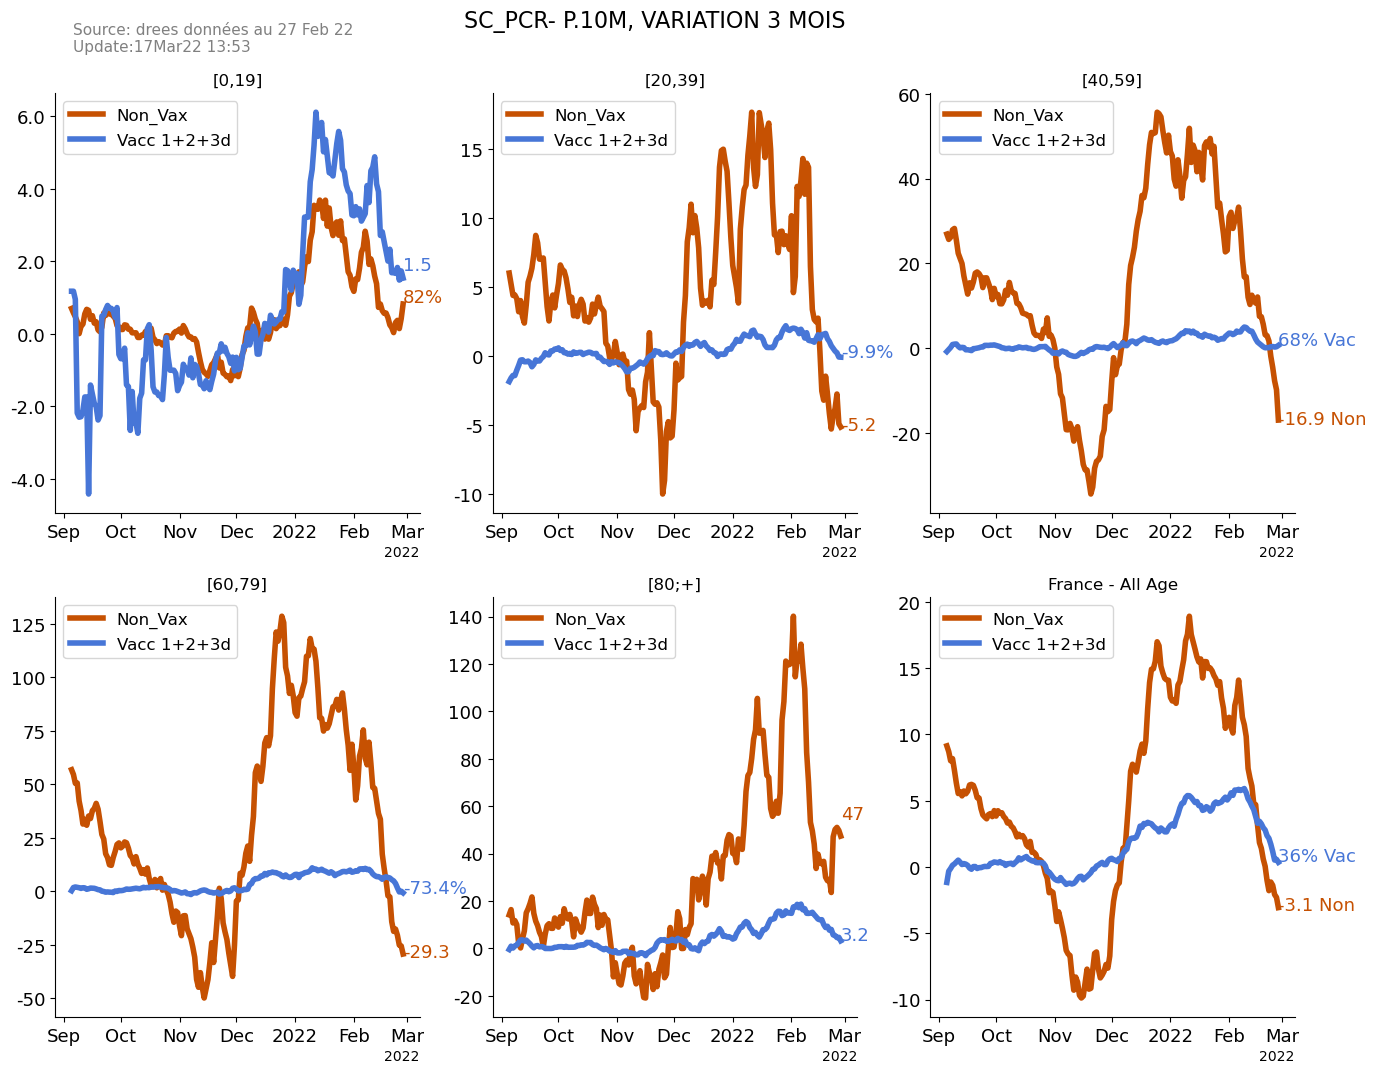 SC_PCR- P.10M, VARIATION 3 MOIS
Source: drees données au 27 Feb 22
Update:17Mar22 13:53
[0,19]
Non_Vax
Vacc 1+2+3d
6.0
4.0
2.0
0.0
-2.0
-4.0
1.5
82%
Sep Oct Nov Dec 2022 Feb Mar
2022
[20,39]
Non_Vax
Vacc 1+2+3d
15
10
5
0
-5
-10
-9.9%
-5.2
Sep Oct Nov Dec 2022 Feb Mar
2022
[40,59]
Non_Vax
Vacc 1+2+3d
60
40
20
0
-20
68% Vac
-16.9 Non
Sep Oct Nov Dec 2022 Feb Mar
2022
[60,79]
Non_Vax
Vacc 1+2+3d
125
100
75
50
25
0
-25
-50
-73.4%
-29.3
Sep Oct Nov Dec 2022 Feb Mar
2022
[80;+]
Non_Vax
Vacc 1+2+3d
140
120
100
80
60
40
20
0
-20
47
3.2
Sep Oct Nov Dec 2022 Feb Mar
2022
France - All Age
Non_Vax
Vacc 1+2+3d
20
15
10
5
0
-5
-10
36% Vac
-3.1 Non
Sep Oct Nov Dec 2022 Feb Mar
2022